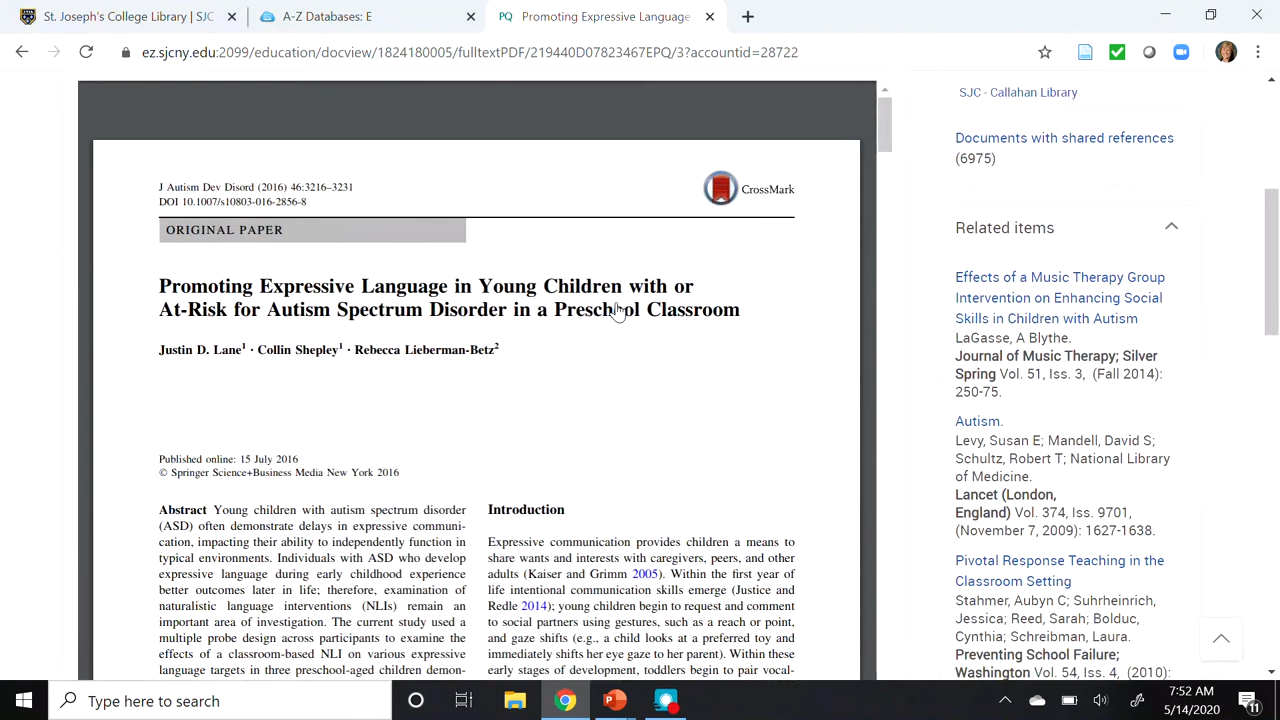 St. Joseph's College Library | SJC
A-Z Databases: E
PQ Promoting Expressive Language
ez.sjcny.edu:2099/education/docview/1824180005/fulltextPDF/219440D07823467EPQ/3?accountid=28722
J Autism Dev Disord (2016) 46:3216–3231
DOI 10.1007/s10803-016-2856-8
CrossMark
ORIGINAL PAPER
Promoting Expressive Language in Young Children with or
At-Risk for Autism Spectrum Disorder in a Preschool Classroom
Justin D. Lane1 · Collin Shepley1 · Rebecca Lieberman-Betz2
Published online: 15 July 2016
© Springer Science+Business Media New York 2016
Abstract Young children with autism spectrum disorder
(ASD) often demonstrate delays in expressive communi-
cation, impacting their ability to independently function in
typical environments. Individuals with ASD who develop
expressive language during early childhood experience
better outcomes later in life; therefore, examination of
naturalistic language interventions (NLIs) remain an
important area of investigation. The current study used a
multiple probe design across participants to examine the
effects of a classroom-based NLI on various expressive
language targets in three preschool-aged children demon-
Introduction
Expressive communication provides children a means to
share wants and interests with caregivers, peers, and other
adults (Kaiser and Grimm 2005). Within the first year of
life intentional communication skills emerge (Justice and
Redle 2014); young children begin to request and comment
to social partners using gestures, such as a reach or point,
and gaze shifts (e.g., a child looks at a preferred toy and
immediately shifts her eye gaze to her parent). Within these
early stages of development, toddlers begin to pair vocal-
SJC - Callahan Library
Documents with shared references
(6975)
Related items
Effects of a Music Therapy Group
Intervention on Enhancing Social
Skills in Children with Autism
LaGasse, A Blythe.
Journal of Music Therapy; Silver
Spring Vol. 51, Iss. 3, (Fall 2014):
250-75.
Autism.
Levy, Susan E; Mandell, David S;
Schultz, Robert T; National Library
of Medicine.
Lancet (London,
England) Vol. 374, Iss. 9701,
(November 7, 2009): 1627-1638.
Pivotal Response Teaching in the
Classroom Setting
Stahmer, Aubyn C; Suhrheinrich,
Jessica; Reed, Sarah; Bolduc,
Cynthia; Schreibman, Laura.
Preventing School Failure;
Washington Vol. 54, Iss. 4, (2010):
Type here to search
7:52 AM
5/14/2020
11